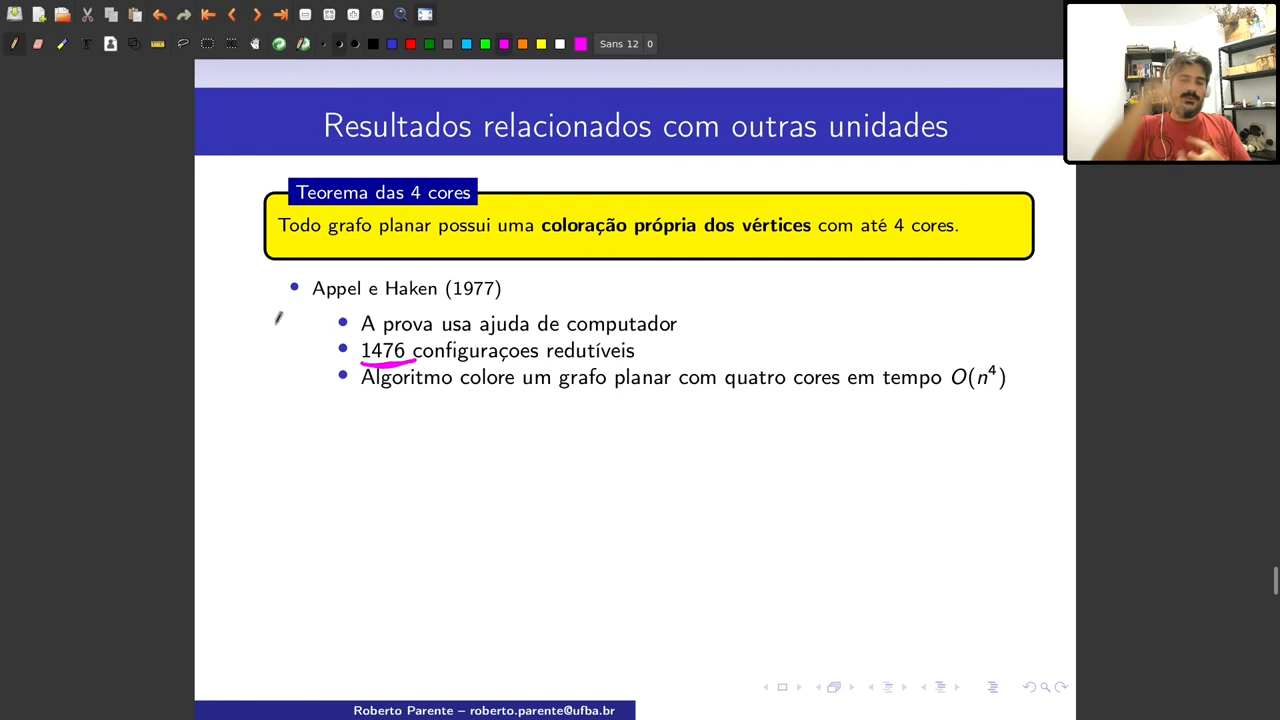 Sans 12 0
Resultados relacionados com outras unidades
Teorema das 4 cores
Todo grafo planar possui uma coloração própria dos vértices com até 4 cores.
Appel e Haken (1977)
A prova usa ajuda de computador
1476 configuraçoes redutíveis
Algoritmo colore um grafo planar com quatro cores em tempo O(n⁴)
Roberto Parente – roberto.parente@ufba.br